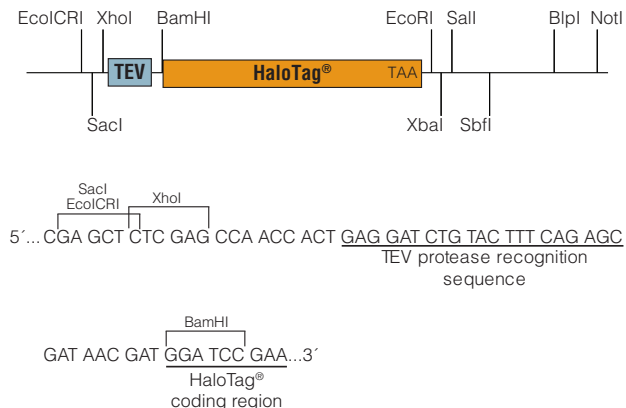 EcoICRI XhoI BamHI EcoRI SalI BlpI NotI
TEV HaloTag® TAA
SacI XbaI SbfI
SacI
EcoICRI XhoI
5´...CGA GCT CTC GAG CCA ACC ACT GAG GAT CTG TAC TTT CAG AGC
TEV protease recognition
sequence
BamHI
GAT AAC GAT GGA TCC GAA...3´
HaloTag®
coding region